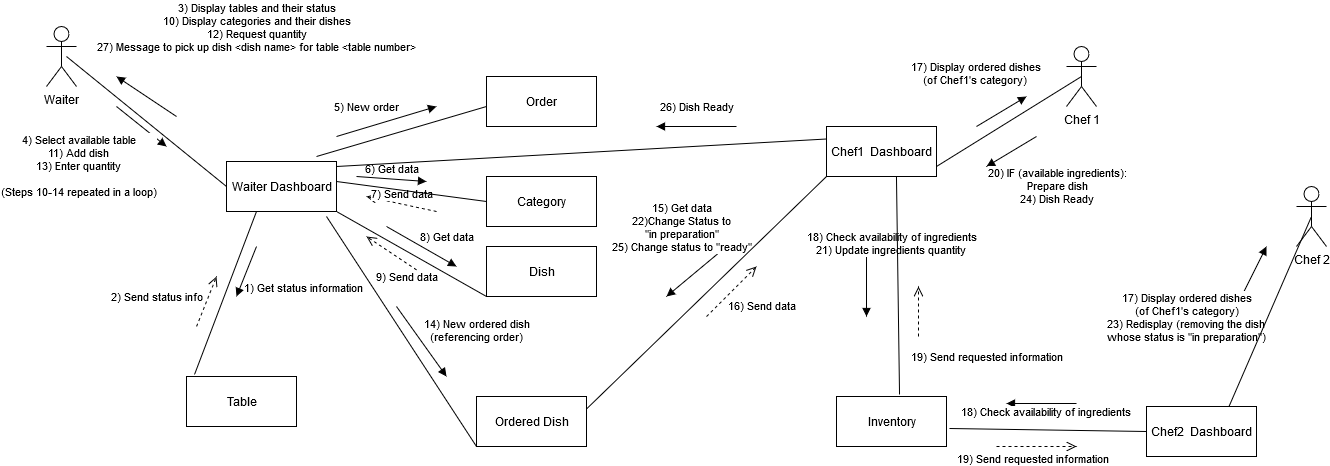 3) Display tables and their status
10) Display categories and their dishes
12) Request quantity
27) Message to pick up dish <dish name> for table <table number>
Waiter
4) Select available table
11) Add dish
13) Enter quantity
(Steps 10-14 repeated in a loop)
Waiter Dashboard
5) New order
Order
6) Get data
7) Send data
Category
8) Get data
9) Send data
Dish
2) Send status info
1) Get status information
Table
14) New ordered dish
(referencing order)
Ordered Dish
26) Dish Ready
15) Get data
22)Change Status to
"in preparation"
25) Change status to "ready"
16) Send data
Chef1 Dashboard
17) Display ordered dishes
(of Chef1's category)
Chef 1
20) IF (available ingredients):
Prepare dish
24) Dish Ready
18) Check availability of ingredients
21) Update ingredients quantity
19) Send requested information
Inventory
18) Check availability of ingredients
19) Send requested information
Chef2 Dashboard
17) Display ordered dishes
(of Chef1's category)
23) Redisplay (removing the dish
whose status is "in preparation")
Chef 2